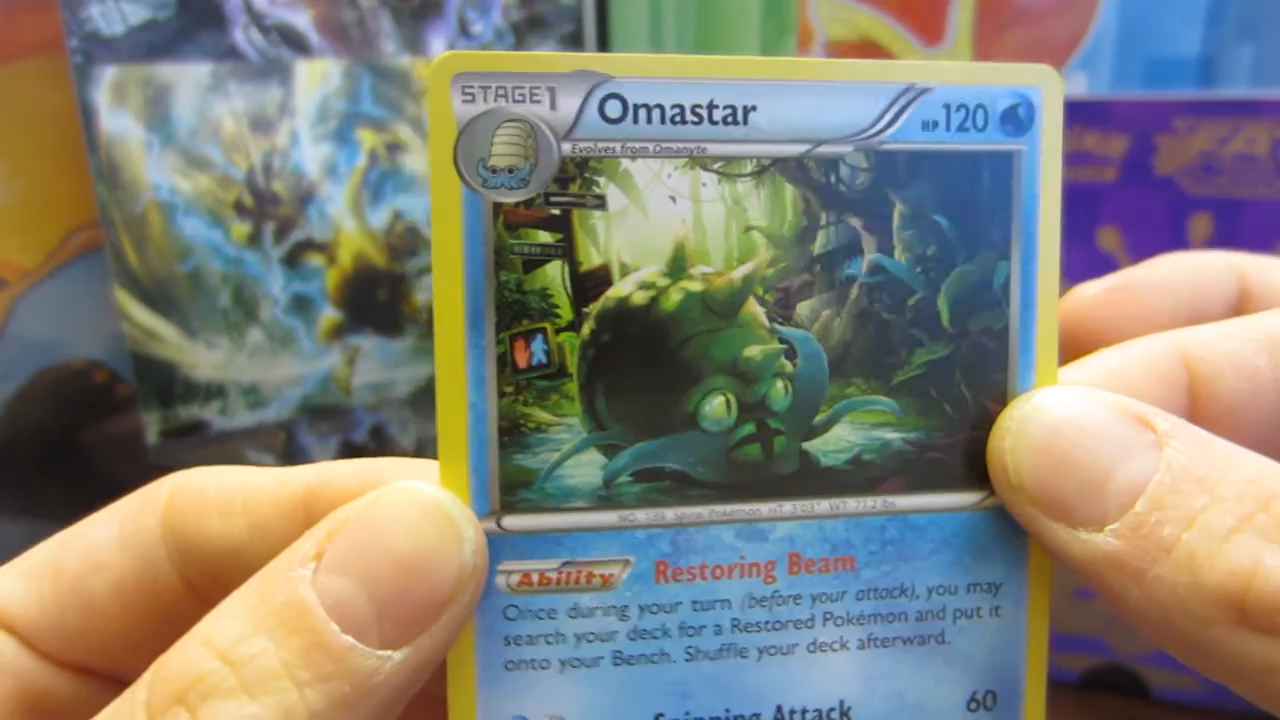 STAGE1
Omastar
HP 120
Evolves from Omanyte
NO. 139 Spiral Pokémon HT: 3'03" WT: 77.2 lbs
Ability Restoring Beam
Once during your turn (before your attack), you may
search your deck for a Restored Pokémon and put it
onto your Bench. Shuffle your deck afterward.
Spinning Attack 60